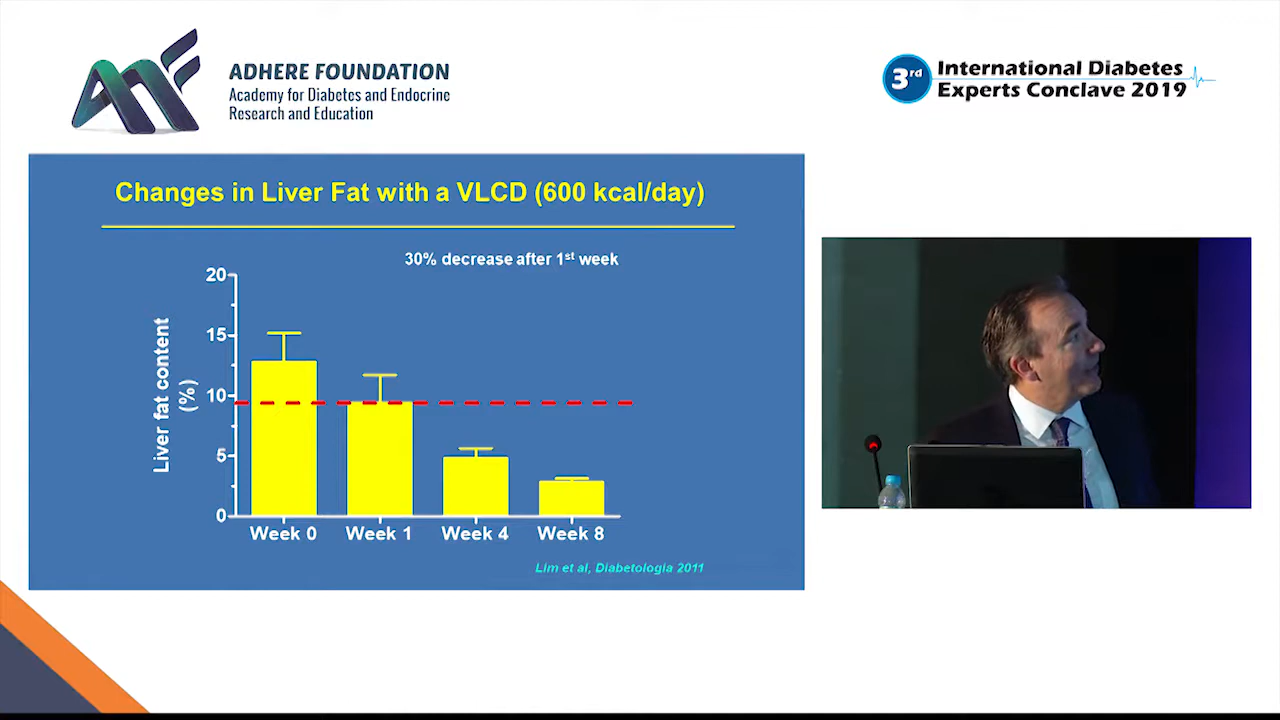 ADHERE FOUNDATION
Academy for Diabetes and Endocrine
Research and Education
3rd International Diabetes
Experts Conclave 2019
Changes in Liver Fat with a VLCD (600 kcal/day)
30% decrease after 1st week
20
15
10
5
0
Liver fat content
(%)
Week 0 Week 1 Week 4 Week 8
Lim et al, Diabetologia 2011